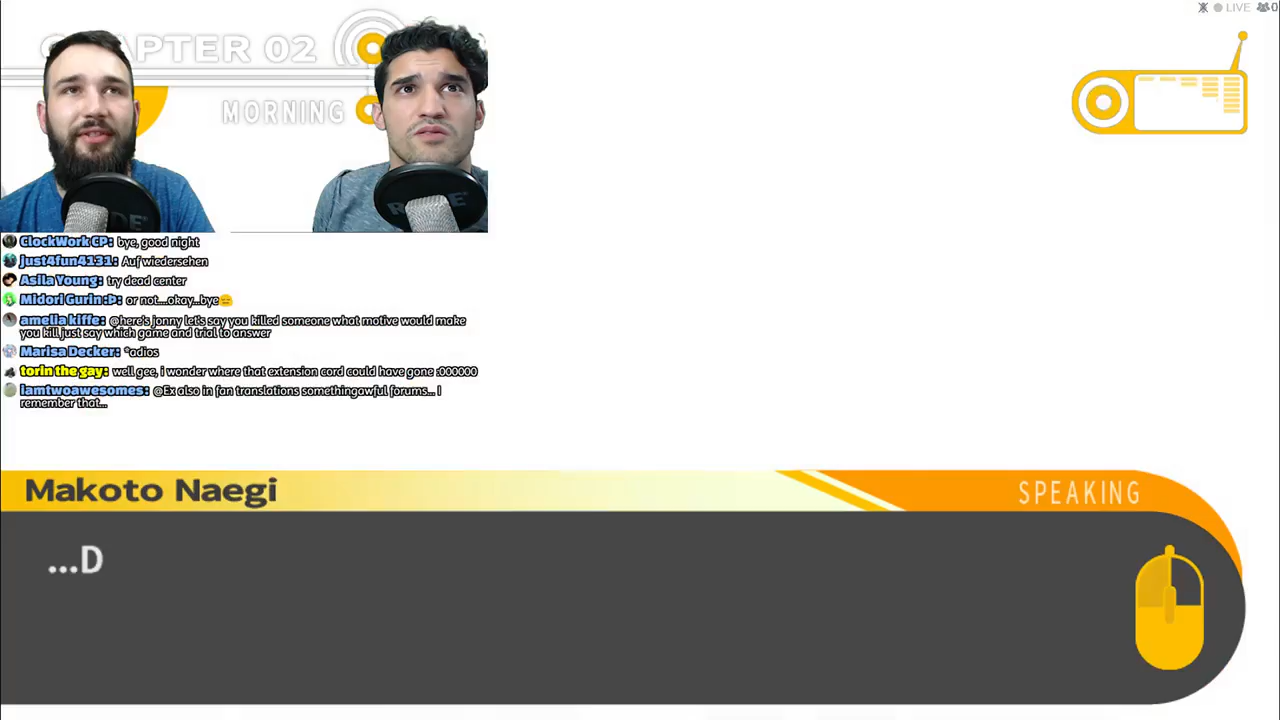 CHAPTER 02
LIVE 0
MORNING
RODE
ClockWork CP: bye, good night
just4fun4131: Auf wiedersehen
Asila Young: try dead center
Midori Gurin :Þ: or not....okay...bye😑
amelia kiffe: @here's jonny let's say you killed someone what motive would make
you kill just say which game and trial to answer
Marisa Decker: *adios
torin the gay: well gee, i wonder where that extension cord could have gone :000000
Iamtwoawesomes: @Ex also in fan translations somethingawful forums... I
remember that...
Makoto Naegi
SPEAKING
...D